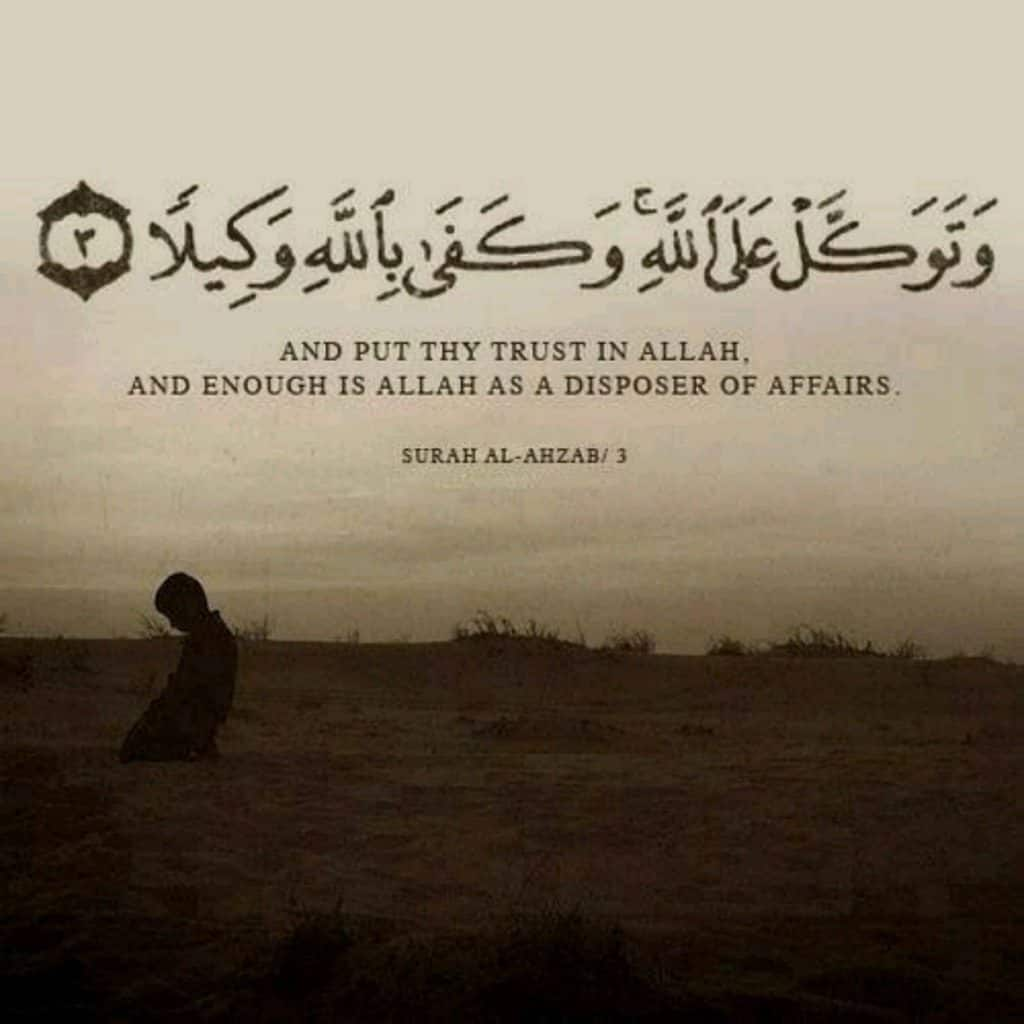 وَتَوَكَّلْ عَلَى ٱللَّهِ ۚ وَكَفَىٰ بِٱللَّهِ وَكِيلًا ٣
AND PUT THY TRUST IN ALLAH,
AND ENOUGH IS ALLAH AS A DISPOSER OF AFFAIRS.
SURAH AL-AHZAB/ 3